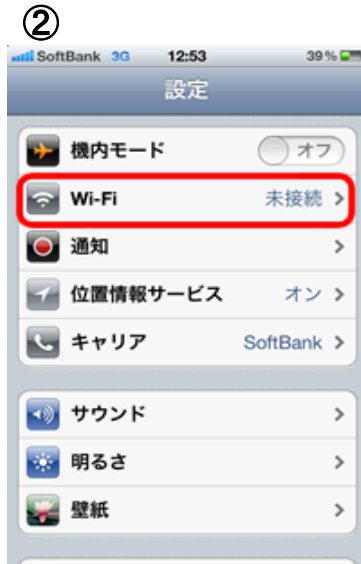 ②
SoftBank 3G 12:53 39%
設定
機内モード オフ
Wi-Fi 未接続
通知
位置情報サービス オン
キャリア SoftBank
サウンド
明るさ
壁紙